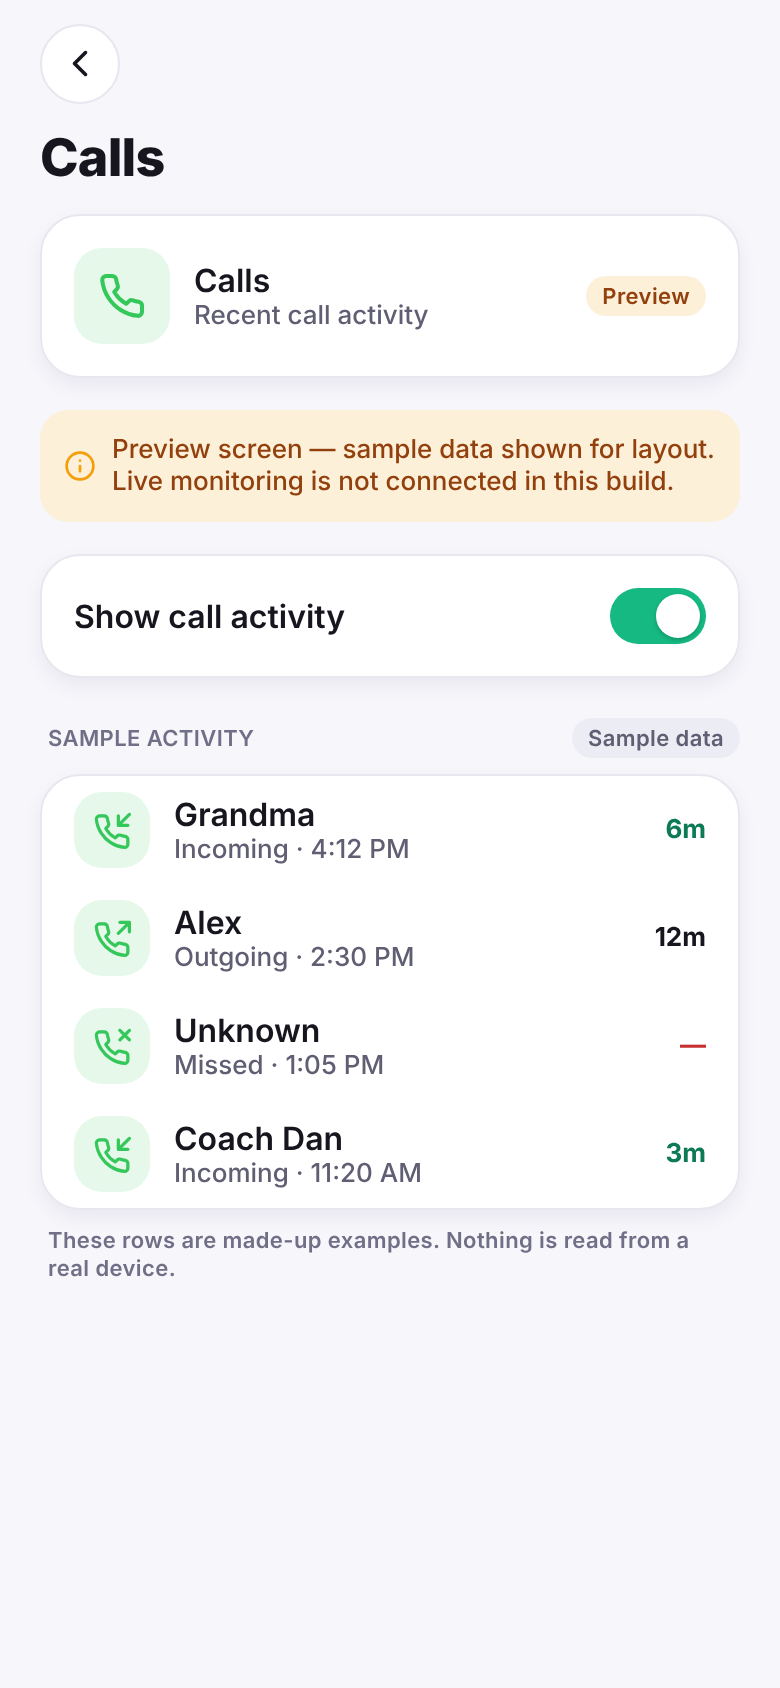 Calls
Calls
Recent call activity
Preview
Preview screen — sample data shown for layout.
Live monitoring is not connected in this build.
Show call activity
SAMPLE ACTIVITY
Sample data
Grandma
Incoming · 4:12 PM
6m
Alex
Outgoing · 2:30 PM
12m
Unknown
Missed · 1:05 PM
—
Coach Dan
Incoming · 11:20 AM
3m
These rows are made-up examples. Nothing is read from a
real device.